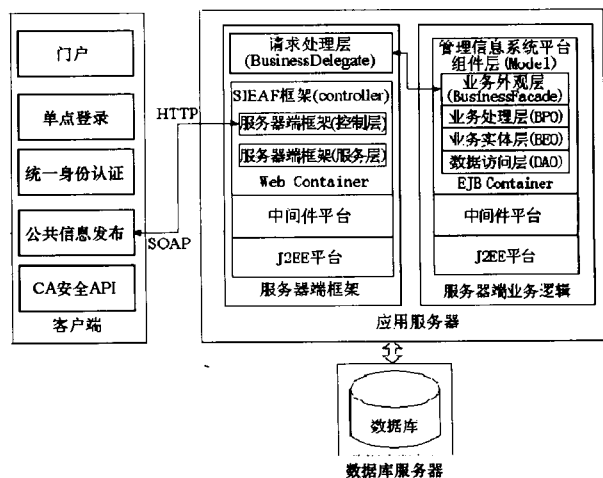 门户
单点登录
统一身份认证
公共信息发布
CA安全API
客户端
HTTP
SOAP
请求处理层
(BusinessDelegate)
SIEAF框架(controller)
服务器端框架(控制层)
服务器端框架(服务层)
Web Container
中间件平台
J2EE平台
服务器端框架
管理信息系统平台
组件层(Model)
业务外观层
(BusinessFacade)
业务处理层(BPO)
业务实体层(BEO)
数据访问层(DAO)
EJB Container
中间件平台
J2EE平台
服务器端业务逻辑
应用服务器
数据库
数据库服务器